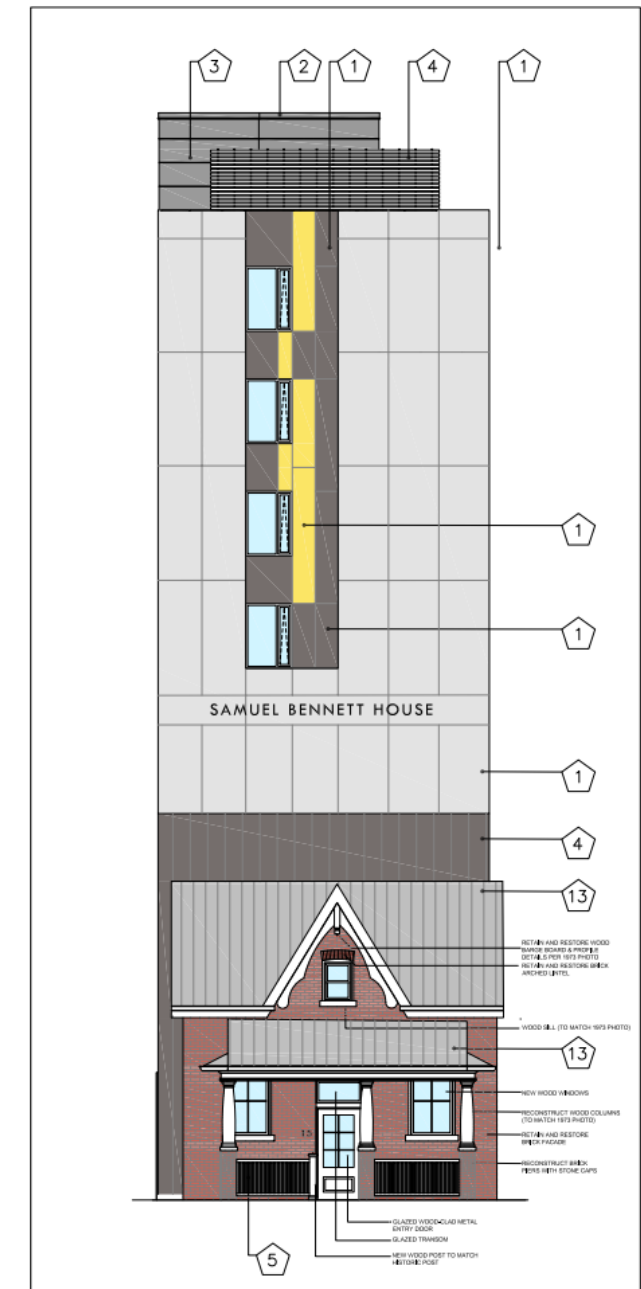 3
2
1
4
1
1
1
SAMUEL BENNETT HOUSE
1
4
13
RETAIN AND RESTORE WOOD
BARGE BOARD & PROFILE
DETAILS PER 1973 PHOTO
RETAIN AND RESTORE BRICK
ARCHED LINTEL
WOOD SILL (TO MATCH 1973 PHOTO)
13
NEW WOOD WINDOWS
RECONSTRUCT WOOD COLUMNS
(TO MATCH 1973 PHOTO)
15
RETAIN AND RESTORE
BRICK FACADE
RECONSTRUCT BRICK
PIERS WITH STONE CAPS
GLAZED WOOD-CLAD METAL
ENTRY DOOR
GLAZED TRANSOM
NEW WOOD POST TO MATCH
HISTORIC POST
5